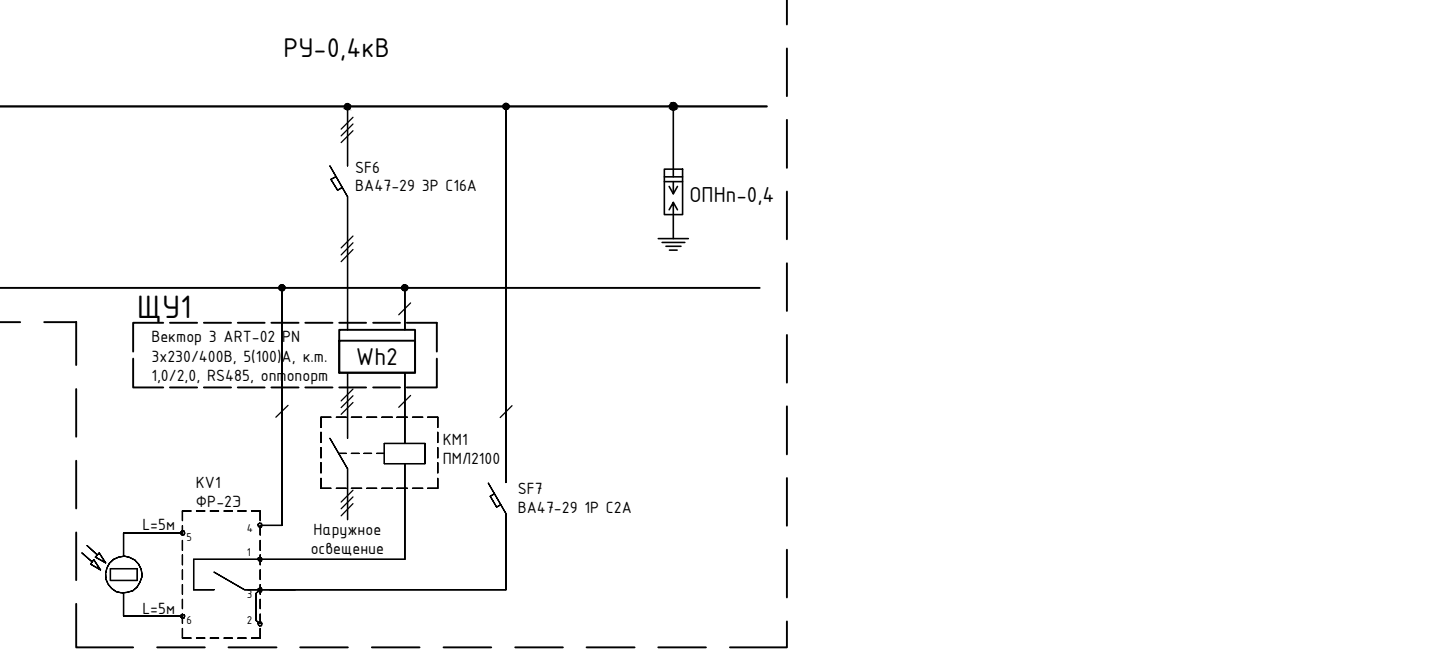 РУ-0,4кВ
SF6
ВА47-29 3Р С16А
ОПНп-0,4
ЩУ1
Вектор 3 ART-02 PN
3х230/400В, 5(100)А, к.т.
1,0/2,0, RS485, оптопорт
Wh2
КМ1
ПМЛ2100
KV1
ФР-2Э
SF7
ВА47-29 1Р С2А
L=5м
5
4
Наружное
освещение
1
3
L=5м
6
2